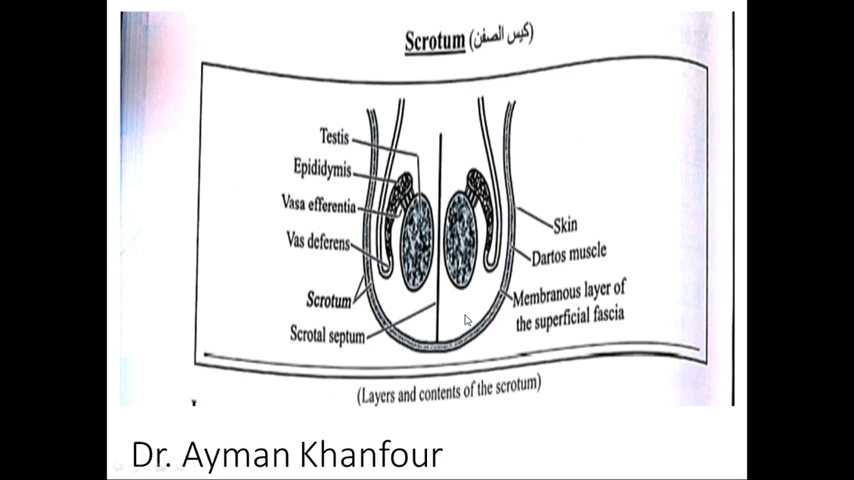 Scrotum (كيس الصفن)
Testis
Epididymis
Vasa efferentia
Vas deferens
Scrotum
Scrotal septum
Skin
Dartos muscle
Membranous layer of
the superficial fascia
(Layers and contents of the scrotum)
Dr. Ayman Khanfour